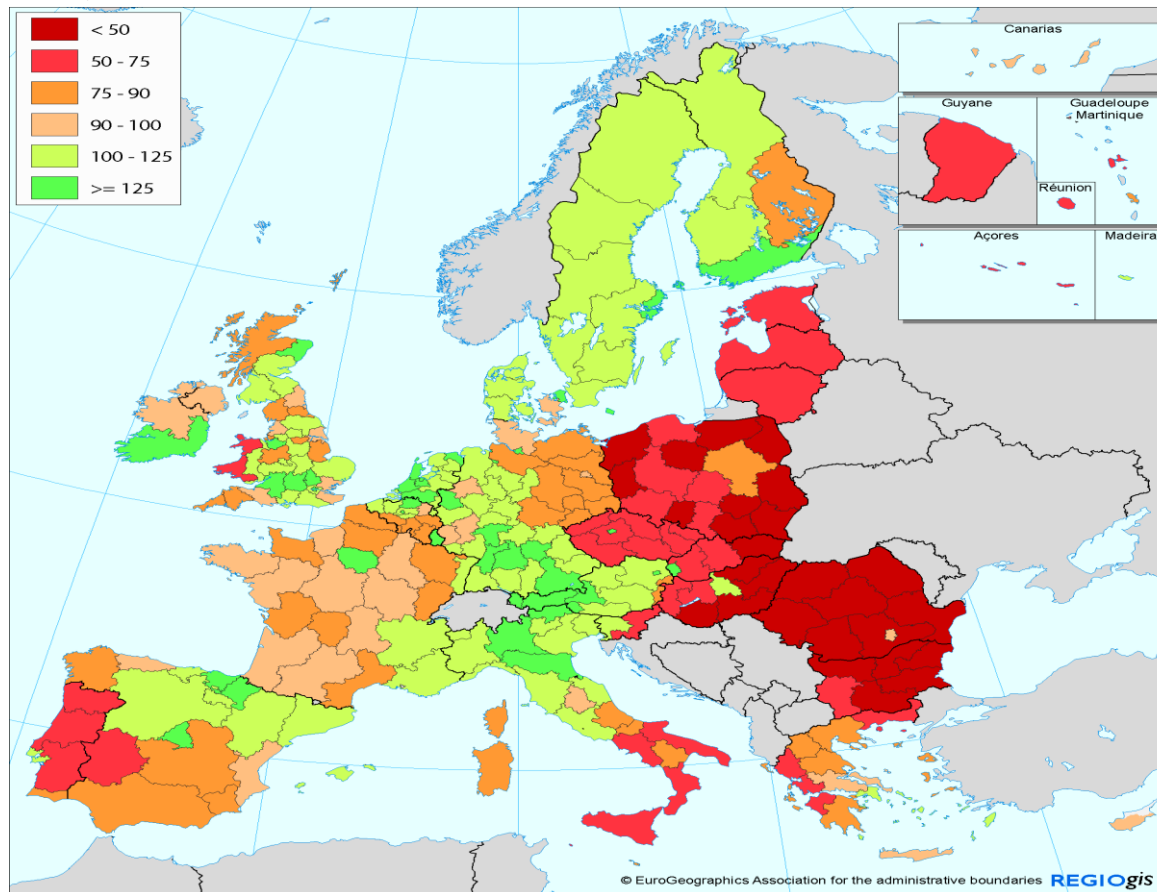 < 50
50 - 75
75 - 90
90 - 100
100 - 125
>= 125
Canarias
Guyane
Guadeloupe
Martinique
Réunion
Açores
Madeira
© EuroGeographics Association for the administrative boundaries REGIOgis